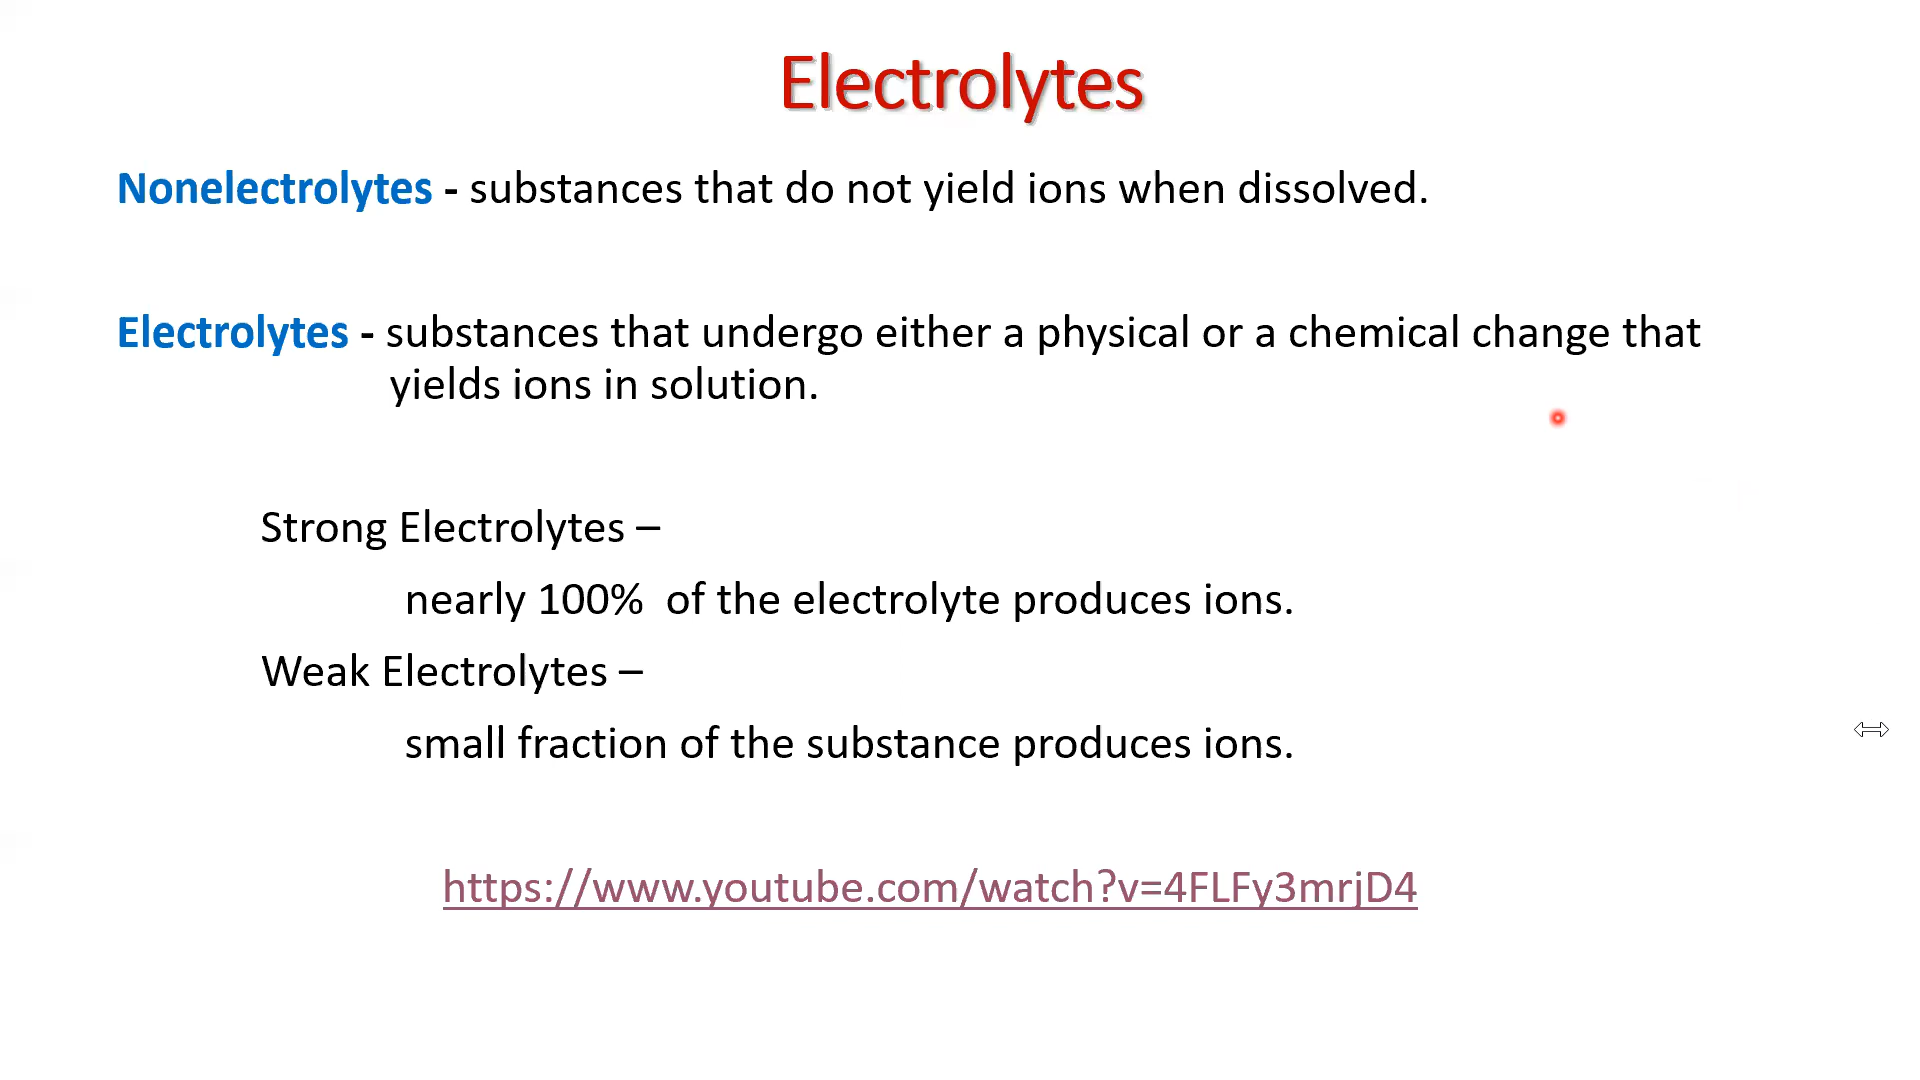 Electrolytes
Nonelectrolytes - substances that do not yield ions when dissolved.
Electrolytes - substances that undergo either a physical or a chemical change that
yields ions in solution.
Strong Electrolytes –
nearly 100%  of the electrolyte produces ions.
Weak Electrolytes –
small fraction of the substance produces ions.
https://www.youtube.com/watch?v=4FLFy3mrjD4